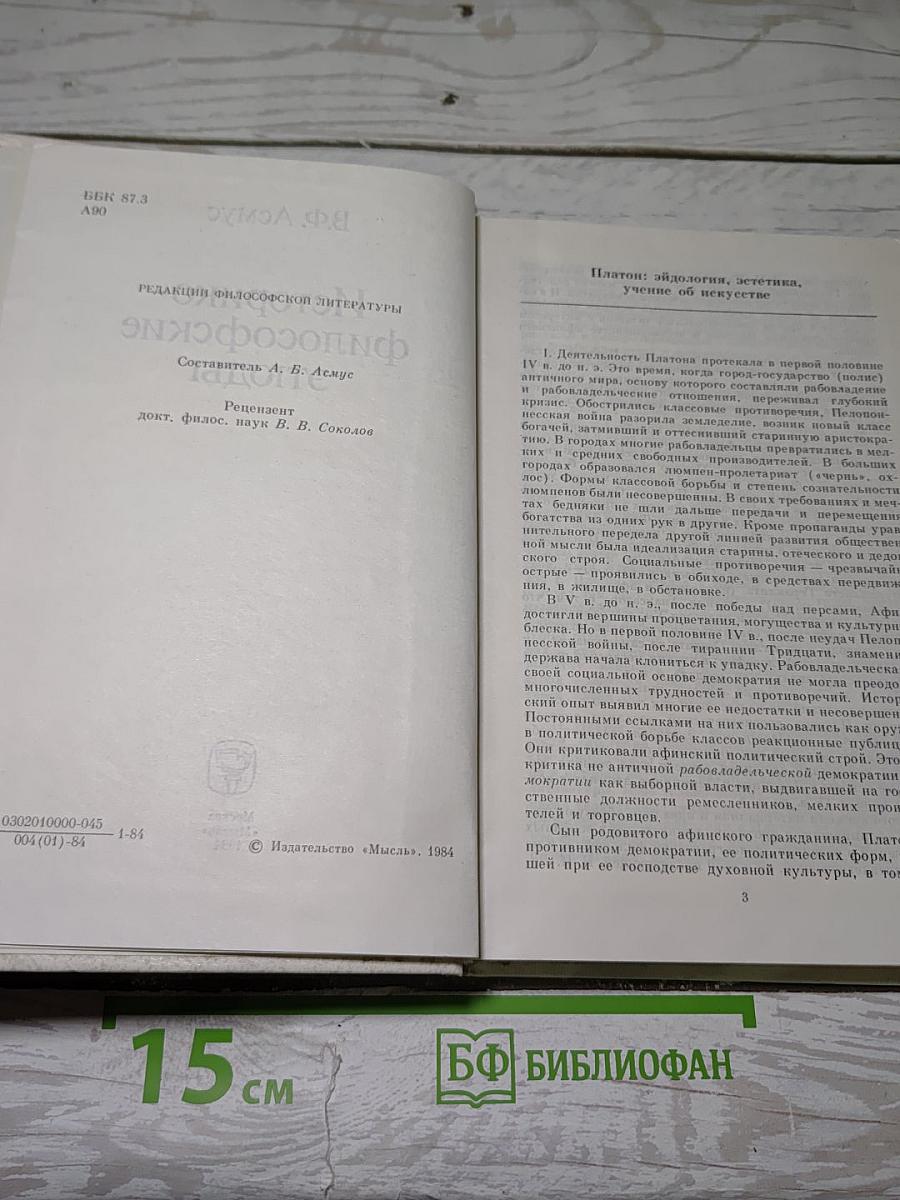 ББК 87.3
А90
РЕДАКЦИИ ФИЛОСОФСКОЙ ЛИТЕРАТУРЫ
Составитель А. Б. Асмус
Рецензент
докт. филос. наук В. В. Соколов
0302010000-045
004(01)-84
1-84
© Издательство «Мысль», 1984
Платон: эйдология, эстетика,
учение об искусстве
1. Деятельность Платона протекала в первой половине
IV в. до н. э. Это время, когда город-государство (полис)
античного мира, основу которого составляли рабовладение
и рабовладельческие отношения, переживал глубокий
кризис. Обострились классовые противоречия, Пелопон-
несская война разорила земледелие, возник новый класс
богачей, затмивший и оттеснивший старинную аристокра-
тию. В городах многие рабовладельцы превратились в мел-
ких и средних свободных производителей. В больших
городах образовался люмпен-пролетариат («чернь», ох-
лос). Формы классовой борьбы и степень сознательности
люмпенов были несовершенны. В своих требованиях и меч-
тах бедняки не шли дальше передачи и перемещения
богатства из одних рук в другие. Кроме пропаганды урав-
нительного передела другой линией развития обществен-
ной мысли была идеализация старины, отеческого и дедов-
ского строя. Социальные противоречия — чрезвычайн
острые — проявились в обиходе, в средствах передвиж
ния, в жилище, в обстановке.
В V в. до н. э., после победы над персами, Афи
достигли вершины процветания, могущества и культурн
блеска. Но в первой половине IV в., после неудач Пелоп
несской войны, после тирании Тридцати, знамени
держава начала клониться к упадку. Рабовладельческа
своей социальной основе демократия не могла преодо
многочисленных трудностей и противоречий. Истор
ский опыт выявил многие ее недостатки и несовершен
Постоянными ссылками на них пользовались как ору
в политической борьбе классов реакционные публиц
Они критиковали афинский политический строй. Это
критика не античной рабовладельческой демократии
мократии как выборной власти, выдвигавшей на го
ственные должности ремесленников, мелких прои
телей и торговцев.
Сын родовитого афинского гражданина, Плато
противником демократии, ее политических форм,
шей при ее господстве духовной культуры, в том
3
15 см
БФ БИБЛИОФАН